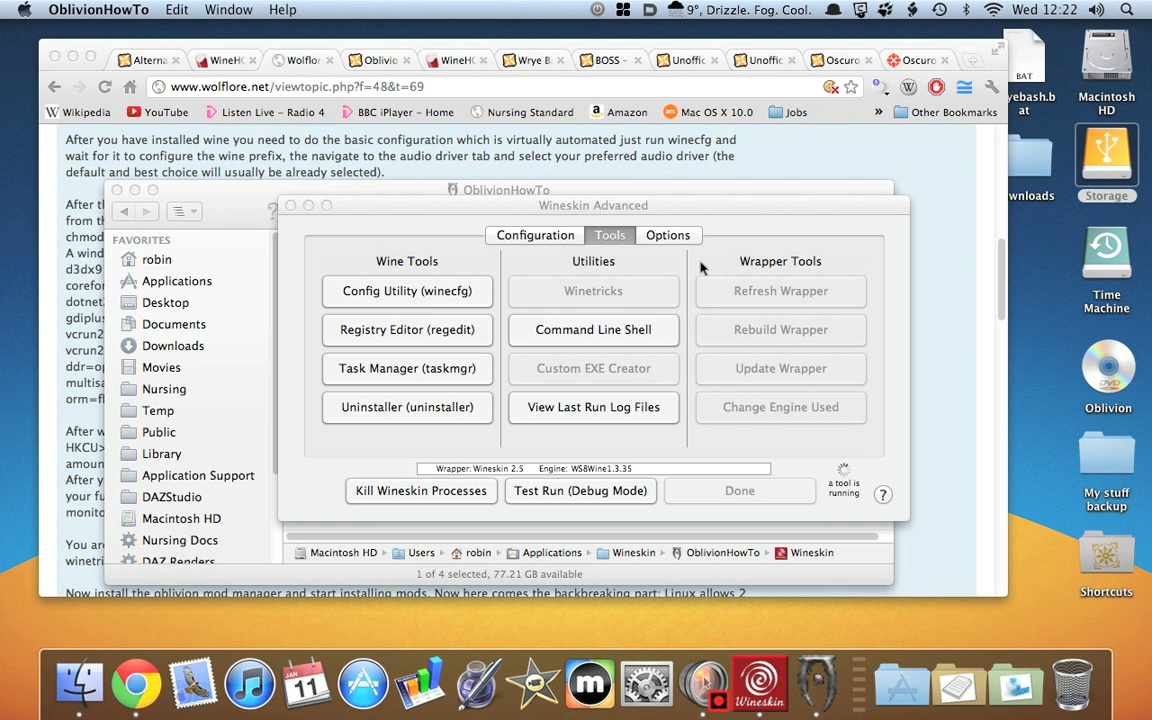 OblivionHowTo Edit Window Help
9°, Drizzle. Fog. Cool. Wed 12:22
Alterna WineHC Wolflor Oblivio WineHC Wrye B. BOSS - Unoffic Unoffic Oscuro Oscuro
www.wolflore.net/viewtopic.php?f=48&t=69
Wikipedia YouTube Listen Live - Radio 4 BBC iPlayer - Home Nursing Standard Amazon Mac OS X 10.0 Jobs » Other Bookmarks
After you have installed wine you need to do the basic configuration which is virtually automated just run winecfg and
wait for it to configure the wine prefix, the navigate to the audio driver tab and select your preferred audio driver (the
default and best choice will usually be already selected).
After th
from th
chmod
A wind
d3dx9
corefor
dotnet
gdiplus
vcrun2
vcrun2
ddr=op
multisa
orm=fl
After w
HKCU>
amoun
After y
your fu
monito
You are
winetri
Now install the oblivion mod manager and start installing mods. Now here comes the backbreaking part: Linux allows 2
OblivionHowTo
FAVORITES
robin
Applications
Desktop
Documents
Downloads
Movies
Nursing
Temp
Public
Library
Application Support
DAZStudio
Macintosh HD
Nursing Docs
DAZ Renders
Macintosh HD Users robin Applications Wineskin OblivionHowTo Wineskin
1 of 4 selected, 77.21 GB available
Wineskin Advanced
Configuration Tools Options
Wine Tools Utilities Wrapper Tools
Config Utility (winecfg) Winetricks Refresh Wrapper
Registry Editor (regedit) Command Line Shell Rebuild Wrapper
Task Manager (taskmgr) Custom EXE Creator Update Wrapper
Uninstaller (uninstaller) View Last Run Log Files Change Engine Used
Wrapper: Wineskin 2.5 Engine: WS8Wine1.3.35
Kill Wineskin Processes Test Run (Debug Mode) Done
a tool is
running
?
BAT
yebash.b
at
wnloads
Macintosh
HD
Storage
Time
Machine
DVD
Oblivion
My stuff
backup
Shortcuts
JAN
11
Wineskin